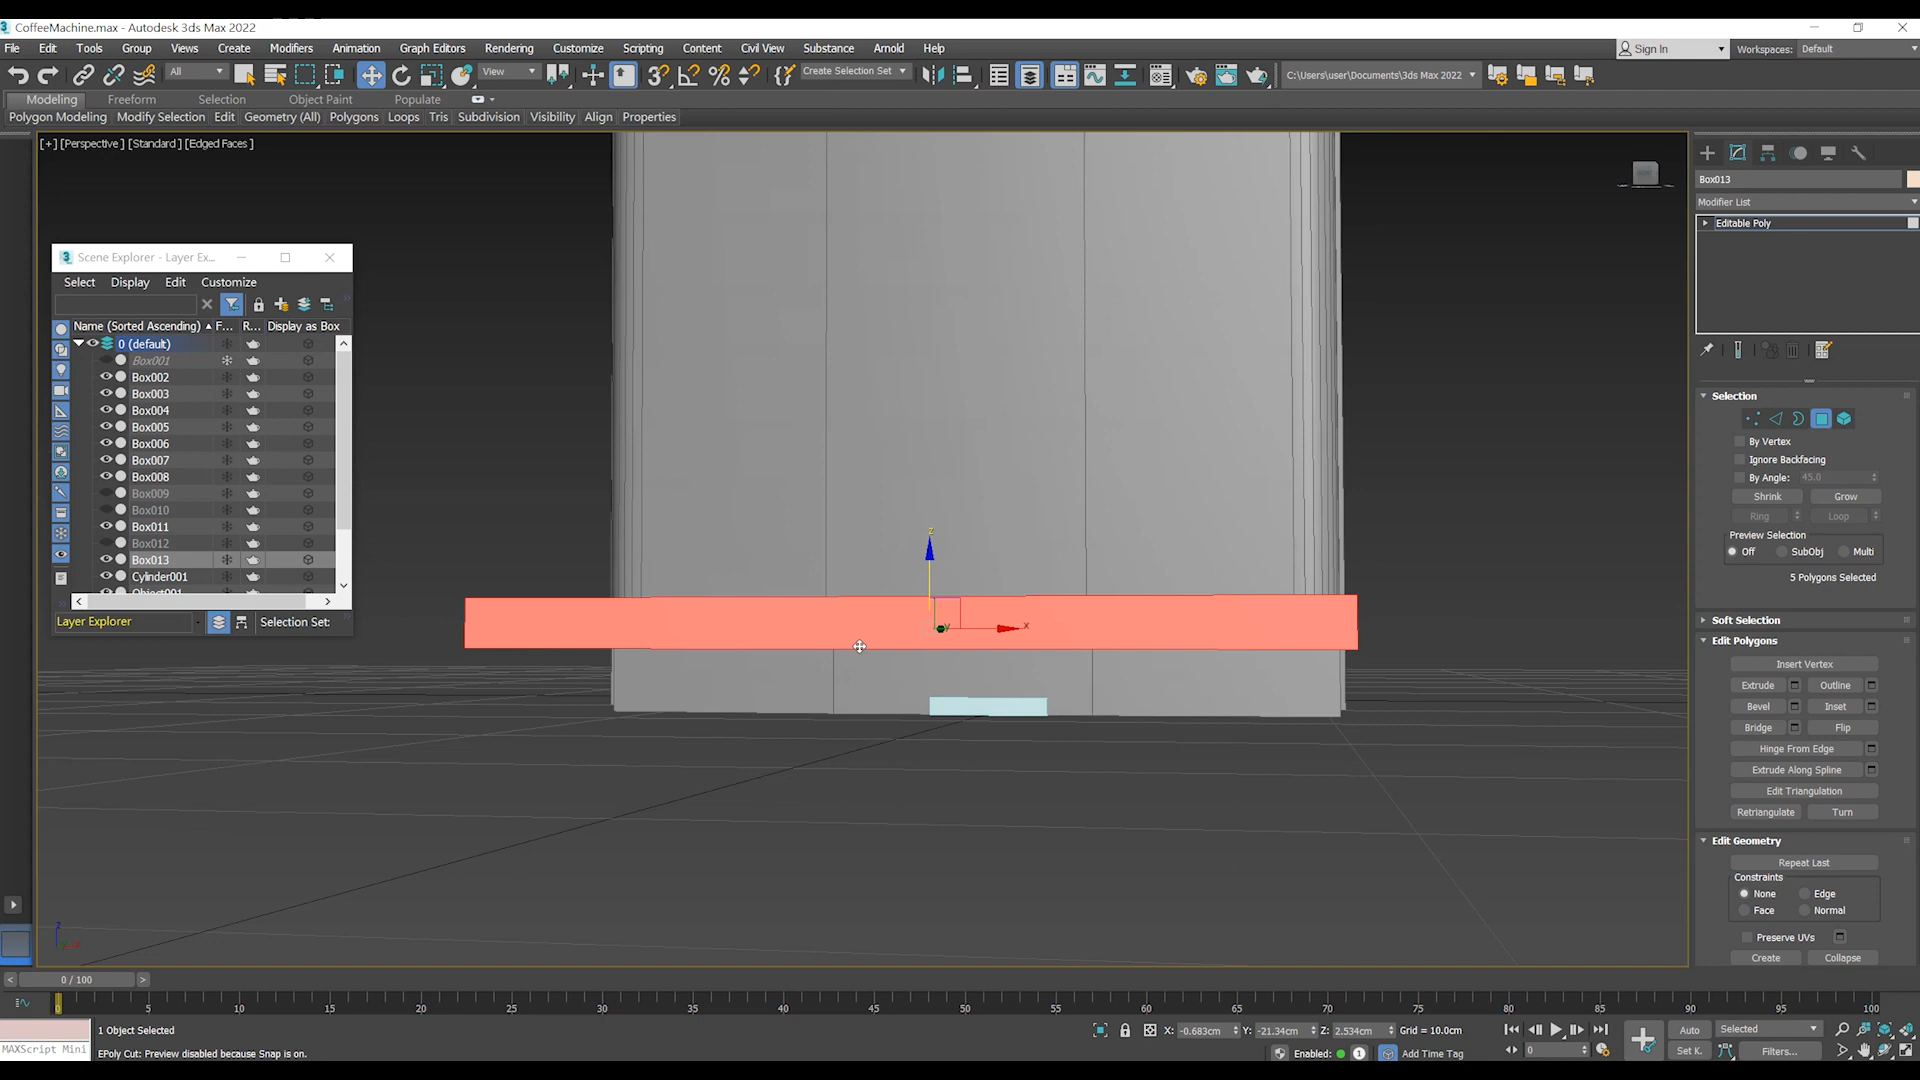 CoffeeMachine.max - Autodesk 3ds Max 2022
File Edit Tools Group Views Create Modifiers Animation Graph Editors Rendering Customize Scripting Content Civil View Substance Arnold Help
Sign In Workspaces: Default
All View Create Selection Set C:\Users\user\Documents\3ds Max 2022
Modeling Freeform Selection Object Paint Populate
Polygon Modeling Modify Selection Edit Geometry (All) Polygons Loops Tris Subdivision Visibility Align Properties
[+] [Perspective ] [Standard ] [Edged Faces ]
Box013
Modifier List
Editable Poly
Scene Explorer - Layer Ex...
Select Display Edit Customize
Name (Sorted Ascending) F... R... Display as Box
0 (default)
Box001
Box002
Box003
Box004
Box005
Box006
Box007
Box008
Box009
Box010
Box011
Box012
Box013
Cylinder001
Object001
Layer Explorer Selection Set:
z
x
y
Selection
By Vertex
Ignore Backfacing
By Angle: 45.0
Shrink Grow
Ring Loop
Preview Selection
Off SubObj Multi
5 Polygons Selected
Soft Selection
Edit Polygons
Insert Vertex
Extrude Outline
Bevel Inset
Bridge Flip
Hinge From Edge
Extrude Along Spline
Edit Triangulation
Retriangulate Turn
Edit Geometry
Repeat Last
Constraints
None Edge
Face Normal
Preserve UVs
Create Collapse
< 0 / 100 >
0 5 10 15 20 25 30 35 40 45 50 55 60 65 70 75 80 85 90 95 100
1 Object Selected X: -0.683cm Y: -21.34cm Z: 2.534cm Grid = 10.0cm Auto Selected
MAXScript Mini EPoly Cut: Preview disabled because Snap is on. Enabled: 1 Add Time Tag 0 Set K. Filters...